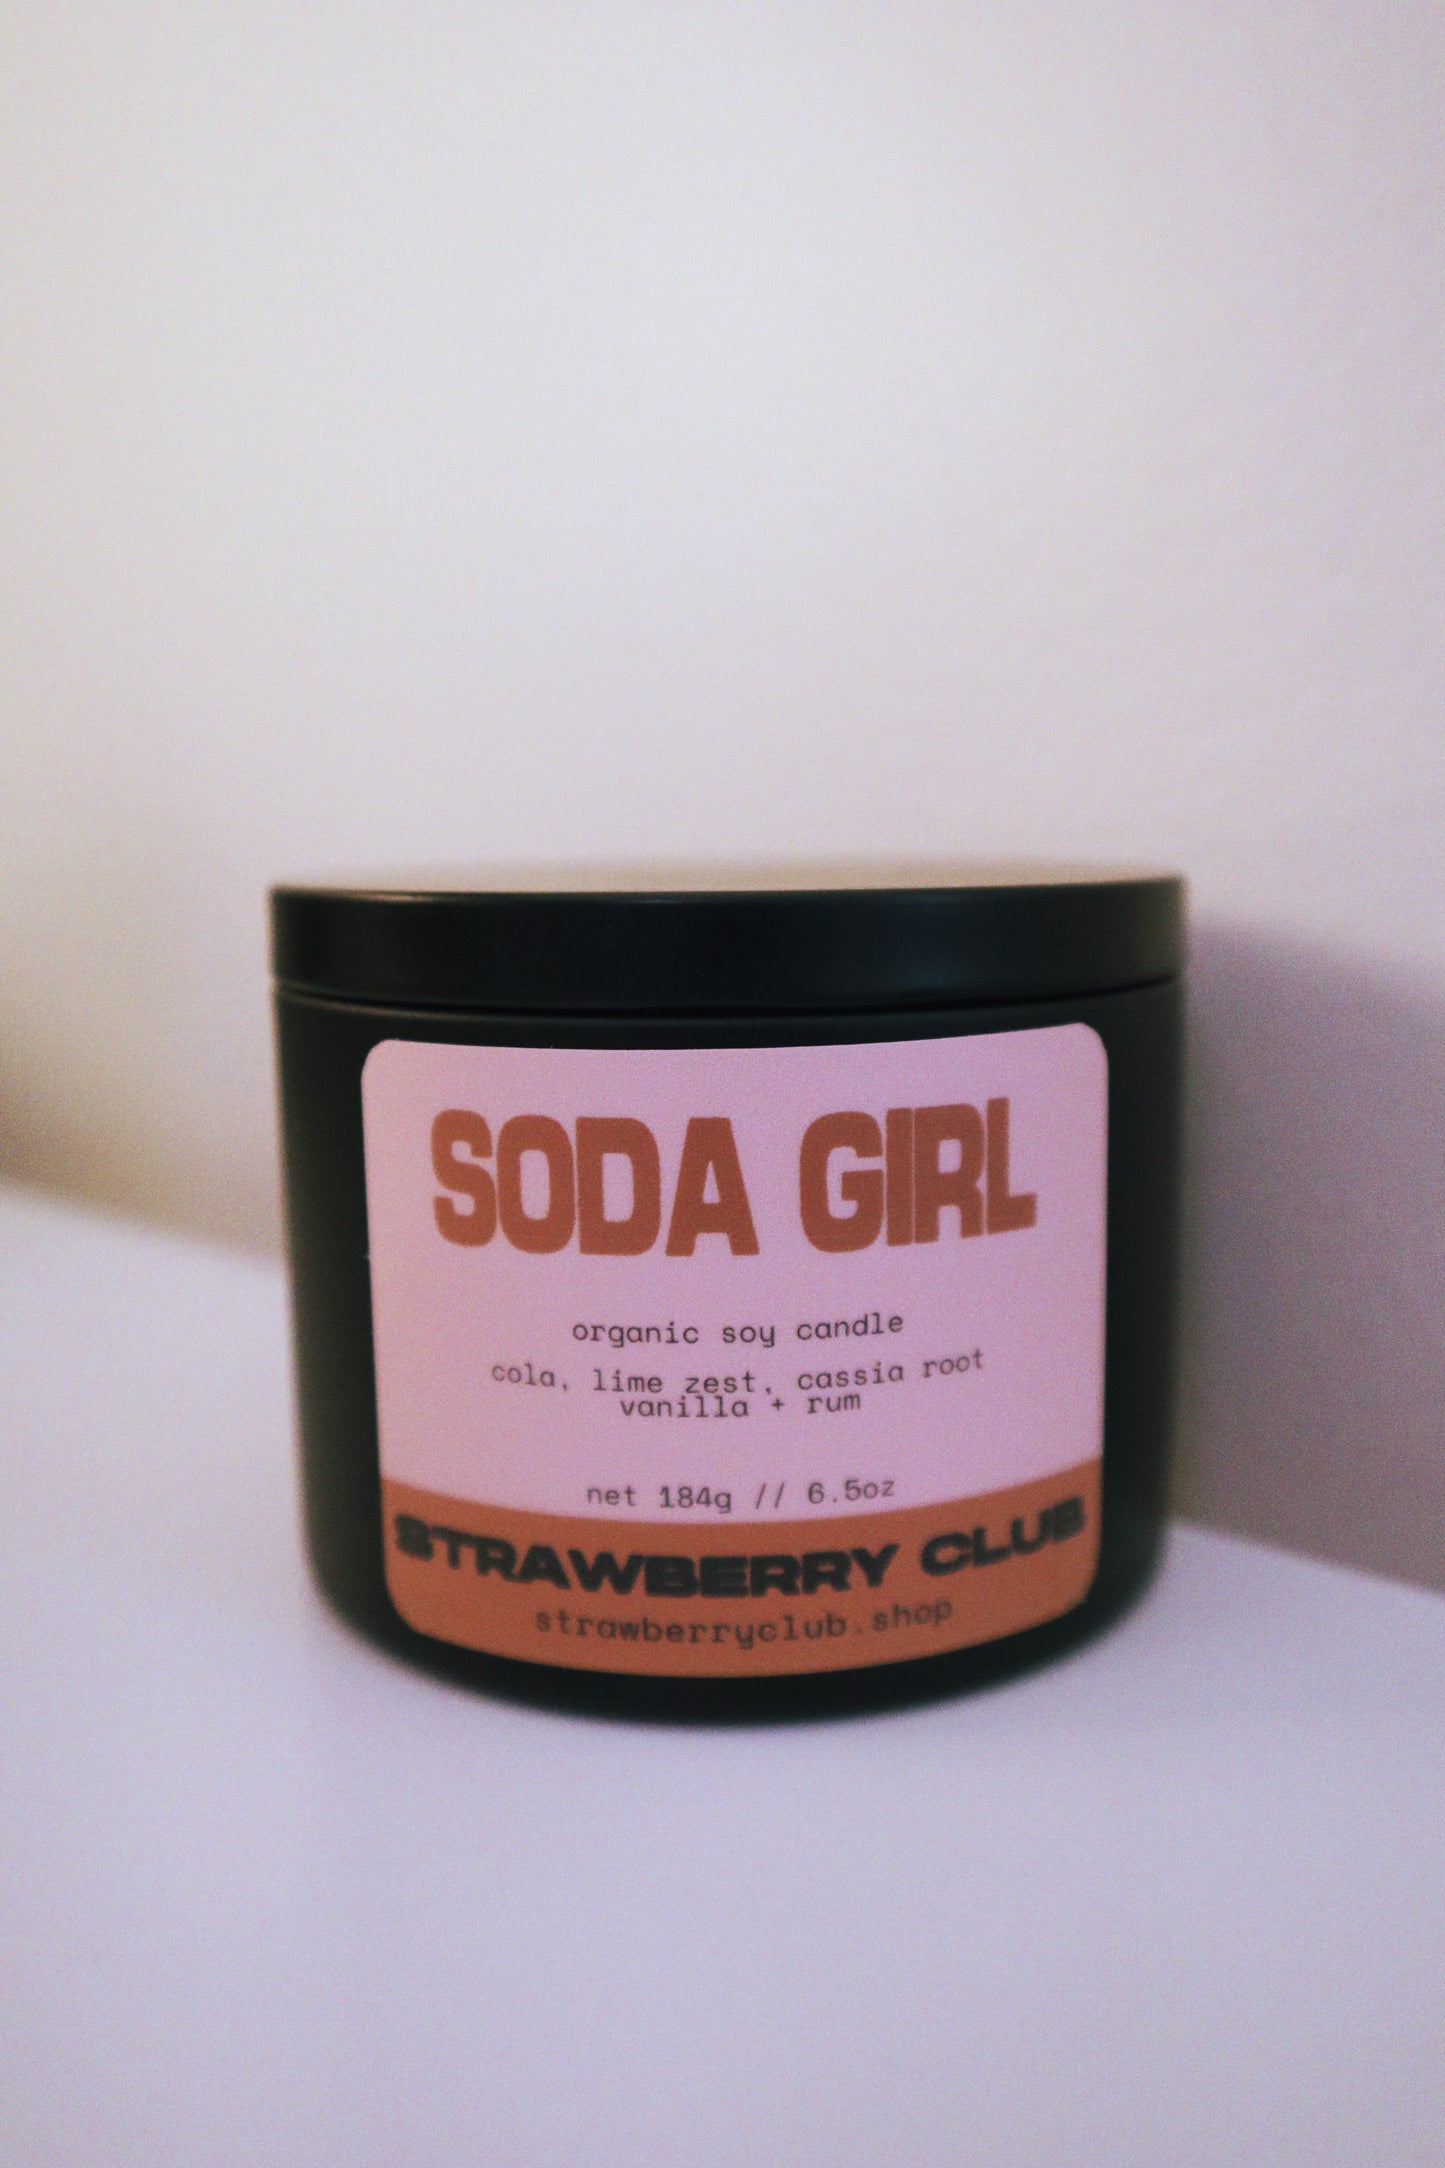 SODA GIRL
organic soy candle
cola, lime zest, cassia root
vanilla + rum
net 184g // 6.5oz
STRAWBERRY CLUB
strawberryclub.shop